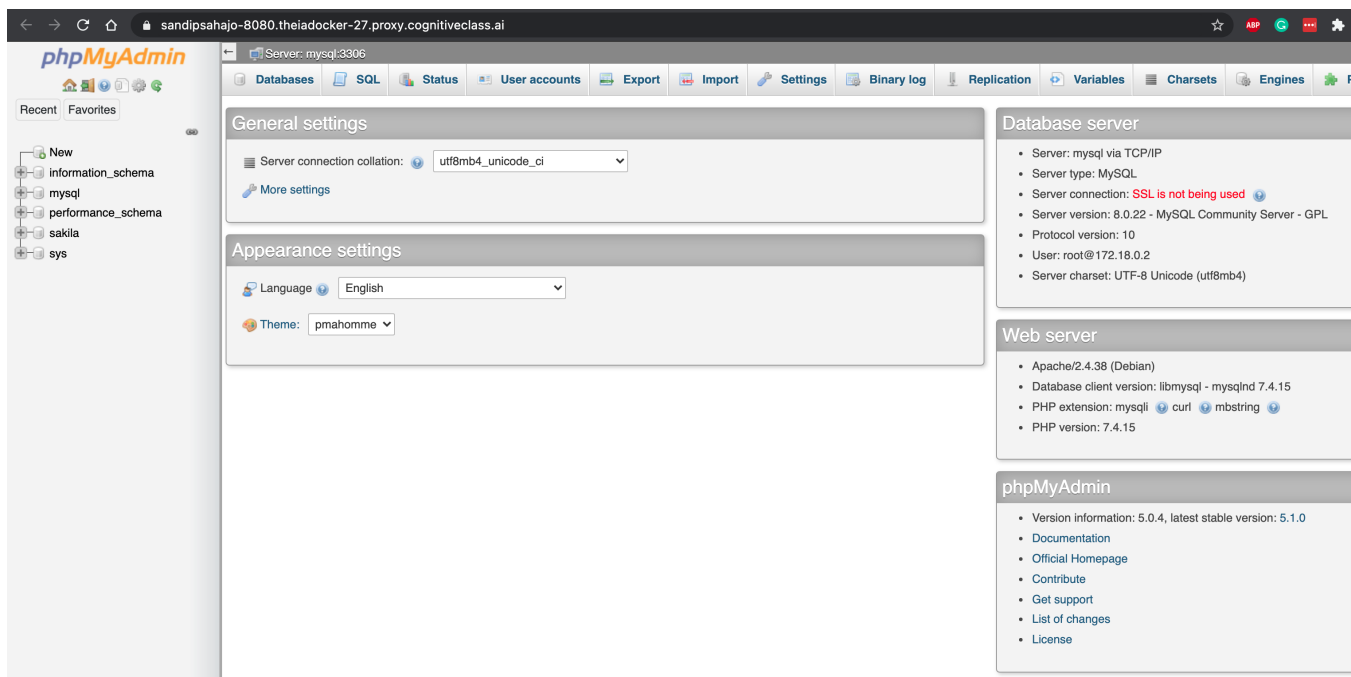 sandipsahajo-8080.theiadocker-27.proxy.cognitiveclass.ai
ABP
phpMyAdmin
Recent Favorites
New
information_schema
mysql
performance_schema
sakila
sys
Server: mysql:3306
Databases SQL Status User accounts Export Import Settings Binary log Replication Variables Charsets Engines
General settings
Server connection collation: utf8mb4_unicode_ci
More settings
Appearance settings
Language English
Theme: pmahomme
Database server
Server: mysql via TCP/IP
Server type: MySQL
Server connection: SSL is not being used
Server version: 8.0.22 - MySQL Community Server - GPL
Protocol version: 10
User: root@172.18.0.2
Server charset: UTF-8 Unicode (utf8mb4)
Web server
Apache/2.4.38 (Debian)
Database client version: libmysql - mysqlnd 7.4.15
PHP extension: mysqli curl mbstring
PHP version: 7.4.15
phpMyAdmin
Version information: 5.0.4, latest stable version: 5.1.0
Documentation
Official Homepage
Contribute
Get support
List of changes
License